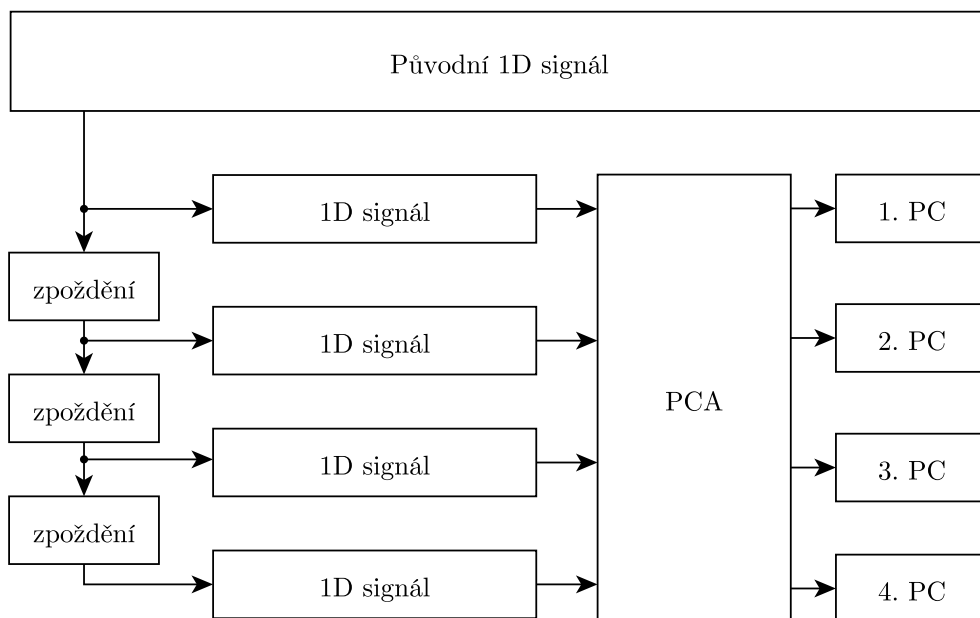 Původní 1D signál
1D signál
1. PC
zpoždění
1D signál
2. PC
PCA
zpoždění
1D signál
3. PC
zpoždění
1D signál
4. PC